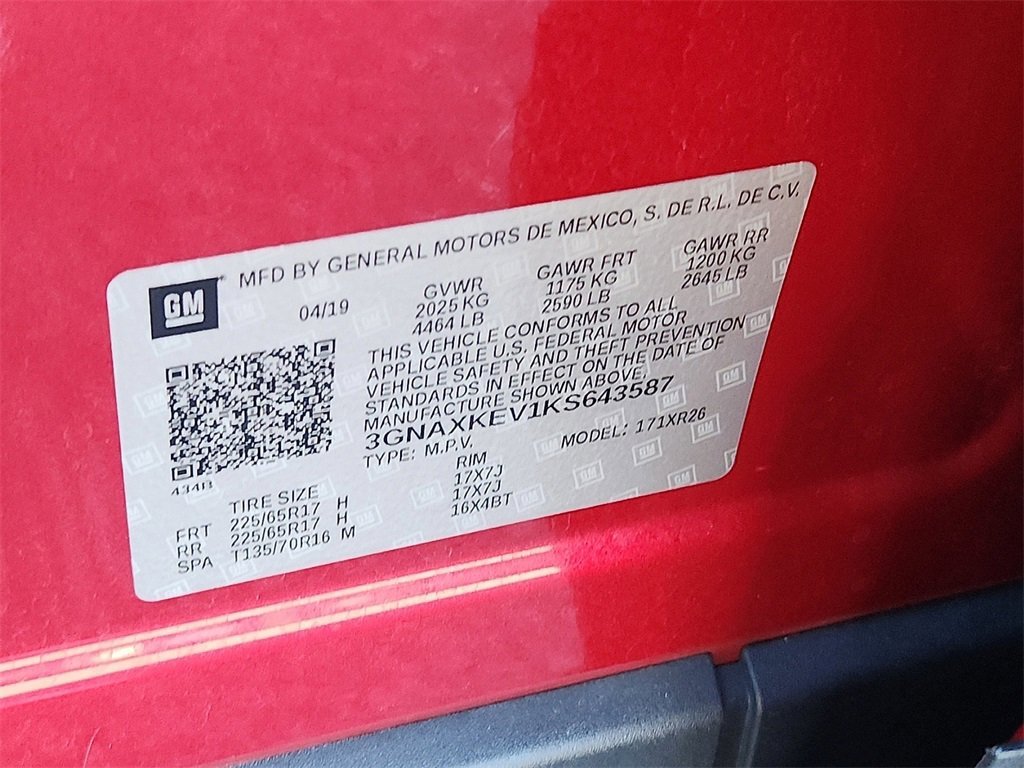 GM
MFD BY GENERAL MOTORS DE MEXICO, S. DE R.L. DE C.V.
04/19
GVWR
2025 KG
4464 LB
GAWR FRT
1175 KG
2590 LB
GAWR RR
1200 KG
2645 LB
THIS VEHICLE CONFORMS TO ALL
APPLICABLE U.S. FEDERAL MOTOR
VEHICLE SAFETY, AND THEFT PREVENTION
STANDARDS IN EFFECT ON THE DATE OF
MANUFACTURE SHOWN ABOVE.
3GNAXKEV1KS643587
TYPE: M.P.V. MODEL: 171XR26
434B
TIRE SIZE RIM
FRT 225/65R17 H 17X7J
RR 225/65R17 H 17X7J
SPA T135/70R16 M 16X4BT